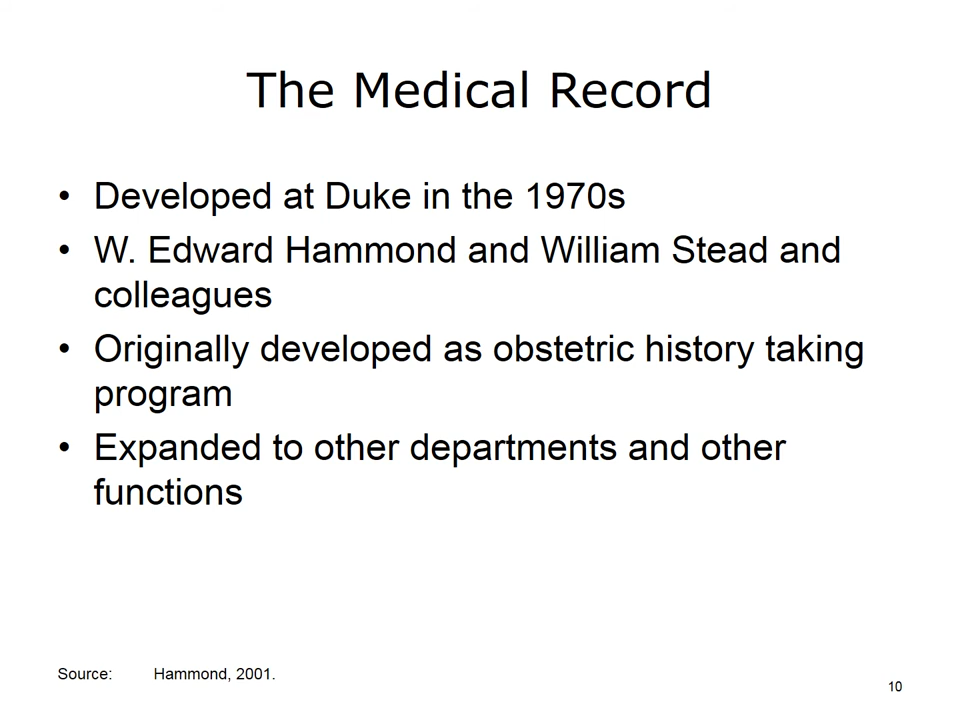 The Medical Record
• Developed at Duke in the 1970s
• W. Edward Hammond and William Stead and
colleagues
• Originally developed as obstetric history taking
program
• Expanded to other departments and other
functions
Source: Hammond, 2001.
10